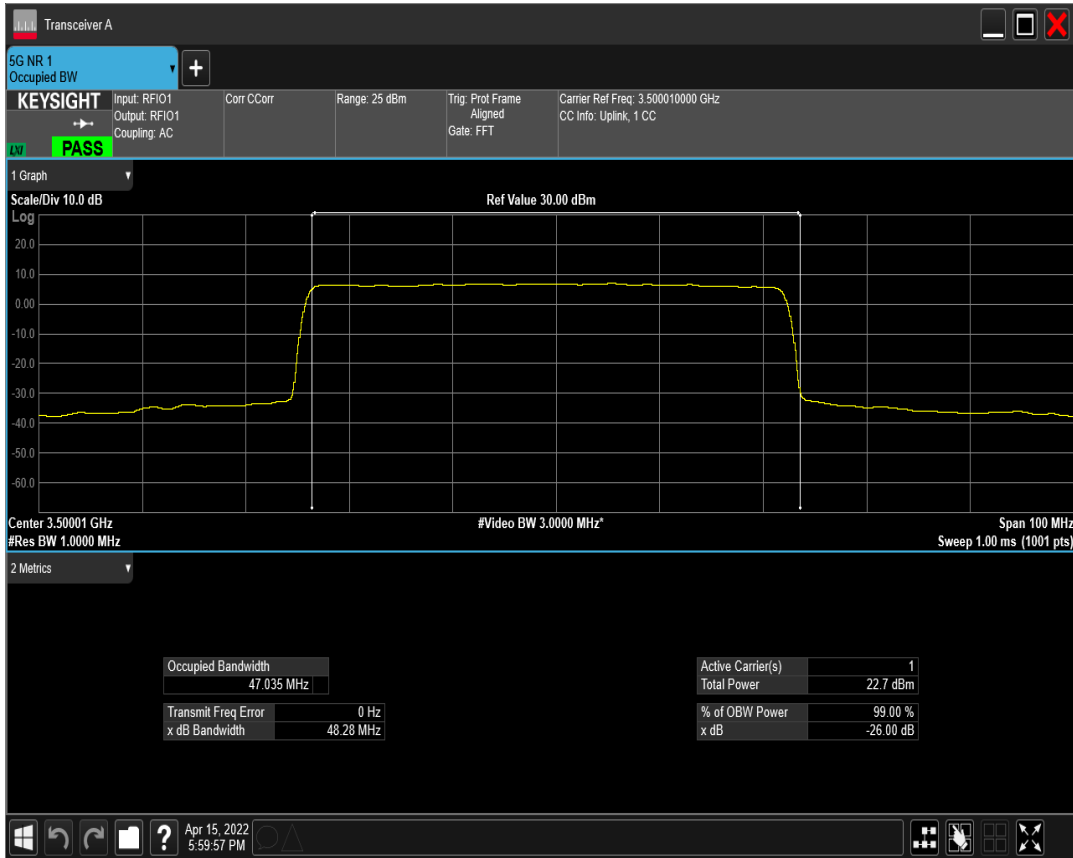 Transceiver A
5G NR 1
Occupied BW
+
KEYSIGHT
Input: RFIO1
Output: RFIO1
Coupling: AC
Corr CCorr
Range: 25 dBm
Trig: Prot Frame
Aligned
Gate: FFT
Carrier Ref Freq: 3.500010000 GHz
CC Info: Uplink, 1 CC
LXI
PASS
1 Graph
Scale/Div 10.0 dB
Ref Value 30.00 dBm
Log
20.0
10.0
0.00
-10.0
-20.0
-30.0
-40.0
-50.0
-60.0
Center 3.50001 GHz
#Video BW 3.0000 MHz*
Span 100 MHz
#Res BW 1.0000 MHz
Sweep 1.00 ms (1001 pts)
2 Metrics
Occupied Bandwidth
47.035 MHz
Transmit Freq Error 0 Hz
x dB Bandwidth 48.28 MHz
Active Carrier(s) 1
Total Power 22.7 dBm
% of OBW Power 99.00 %
x dB -26.00 dB
?
Apr 15, 2022
5:59:57 PM